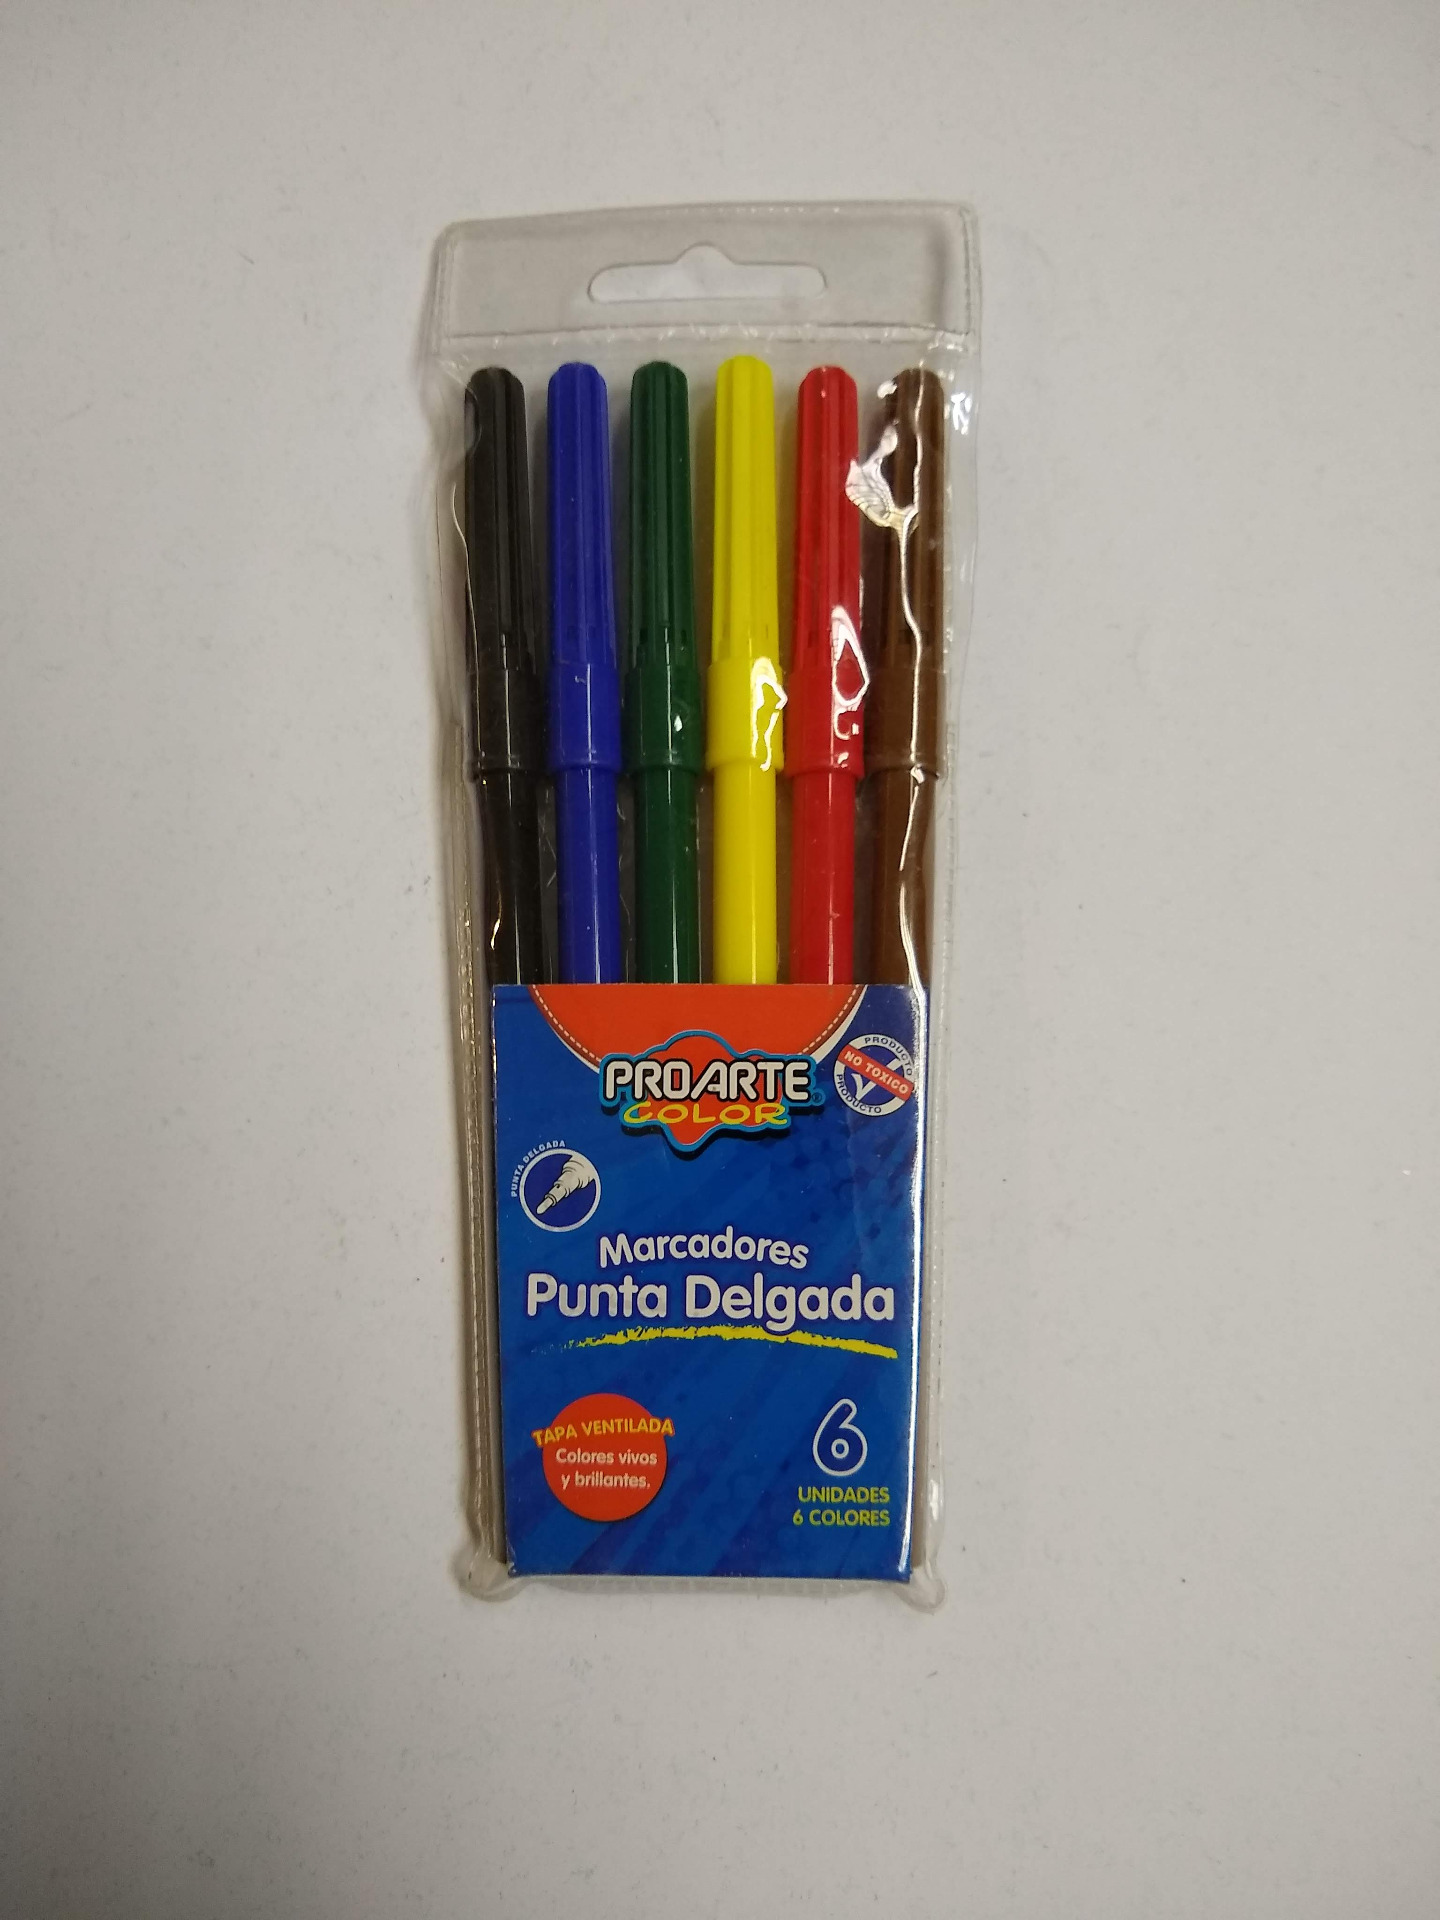 PROARTE
COLOR
PRODUCTO
NO TOXICO
PRODUCTO
PUNTA DELGADA
Marcadores
Punta Delgada
TAPA VENTILADA
Colores vivos
y brillantes.
6
UNIDADES
6 COLORES